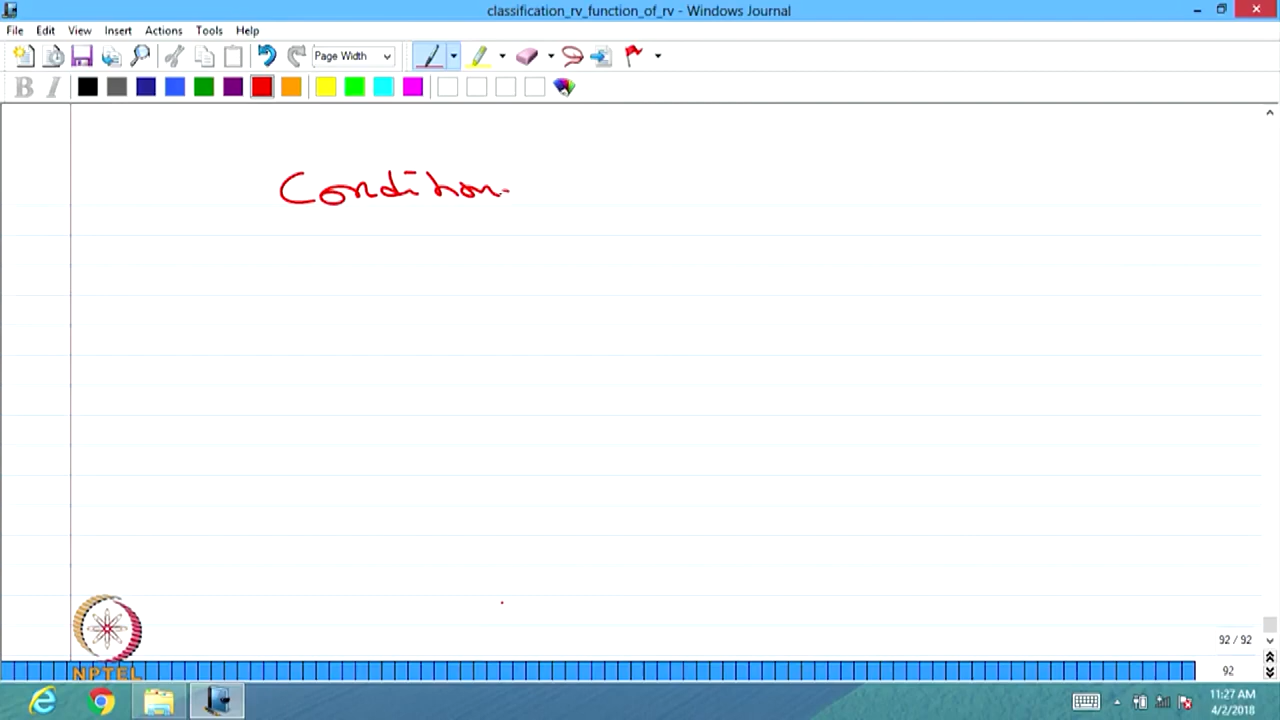 classification_rv_function_of_rv - Windows Journal
File Edit View Insert Actions Tools Help
Page Width
B I
Condition
92 / 92
92
NPTEL
11:27 AM
4/2/2018